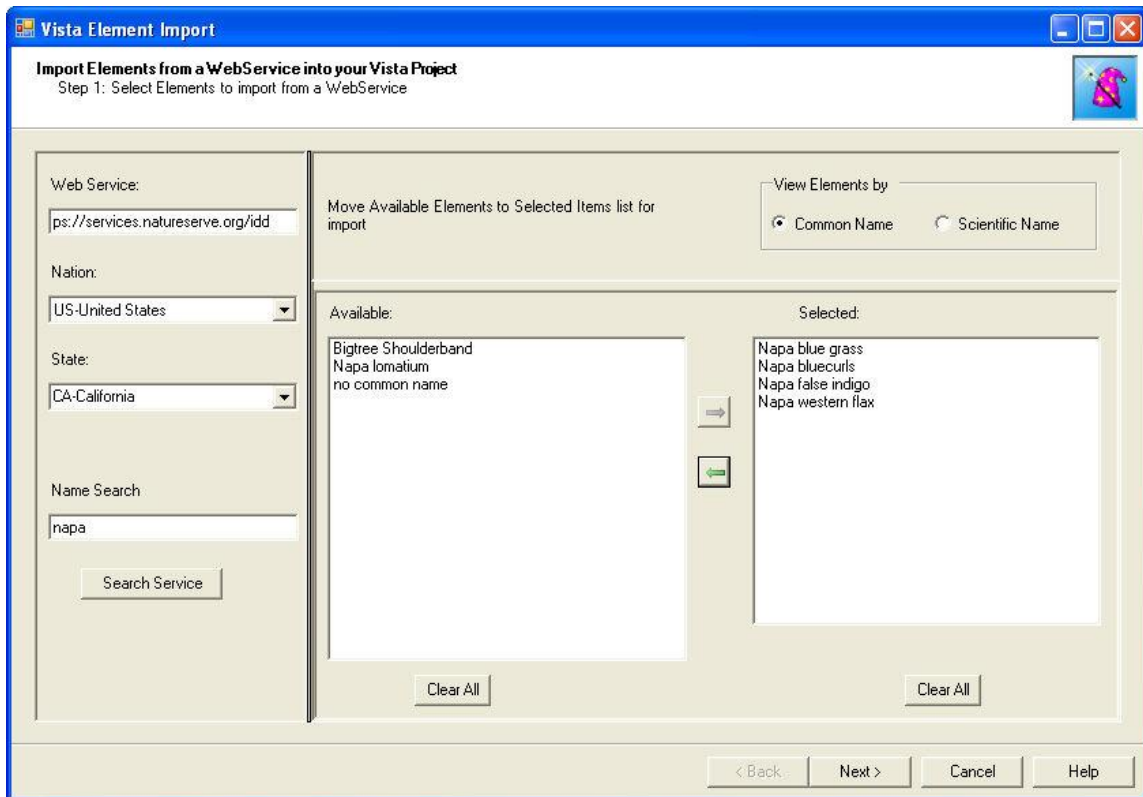 Vista Element Import
Import Elements from a WebService into your Vista Project
Step 1: Select Elements to import from a WebService
Web Service:
ps://services.natureserve.org/idd
Nation:
US-United States
State:
CA-California
Name Search
napa
Search Service
Move Available Elements to Selected Items list for
import
View Elements by
Common Name
Scientific Name
Available:
Bigtree Shoulderband
Napa lomatium
no common name
Clear All
Selected:
Napa blue grass
Napa bluecurls
Napa false indigo
Napa western flax
Clear All
< Back
Next >
Cancel
Help